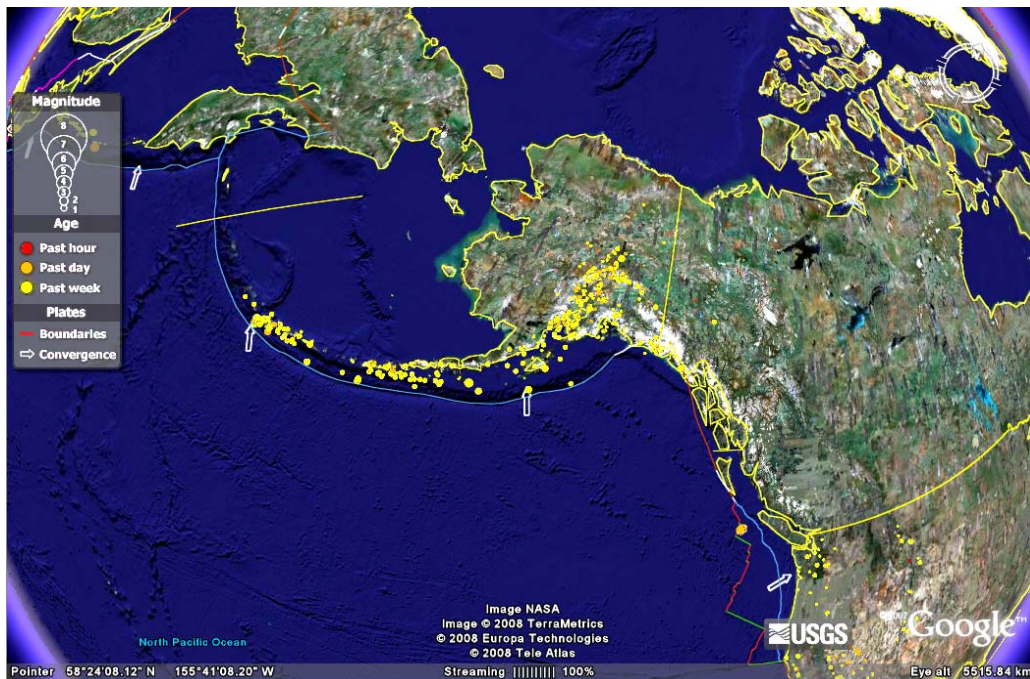 Magnitude
8
7
6
5
4
3
2
1
Age
Past hour
Past day
Past week
Plates
Boundaries
Convergence
N
Image NASA
Image © 2008 TerraMetrics
© 2008 Europa Technologies
© 2008 Tele Atlas
North Pacific Ocean
USGS
Google™
Pointer 58°24'08.12" N 155°41'08.20" W Streaming 100% Eye alt 5515.84 km